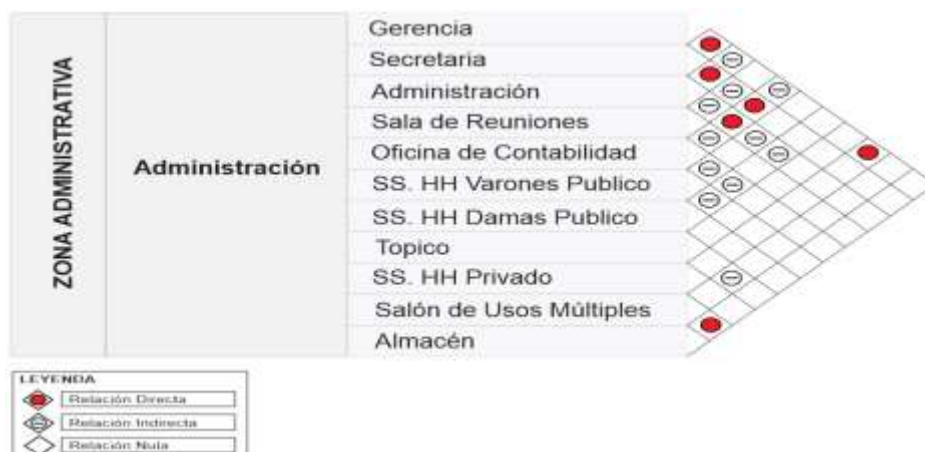 ZONA ADMINISTRATIVA
Administración
Gerencia
Secretaria
Administración
Sala de Reuniones
Oficina de Contabilidad
SS. HH Varones Publico
SS. HH Damas Publico
Topico
SS. HH Privado
Salón de Usos Múltiples
Almacén
LEYENDA
Relación Directa
Relación Indirecta
Relación Nula